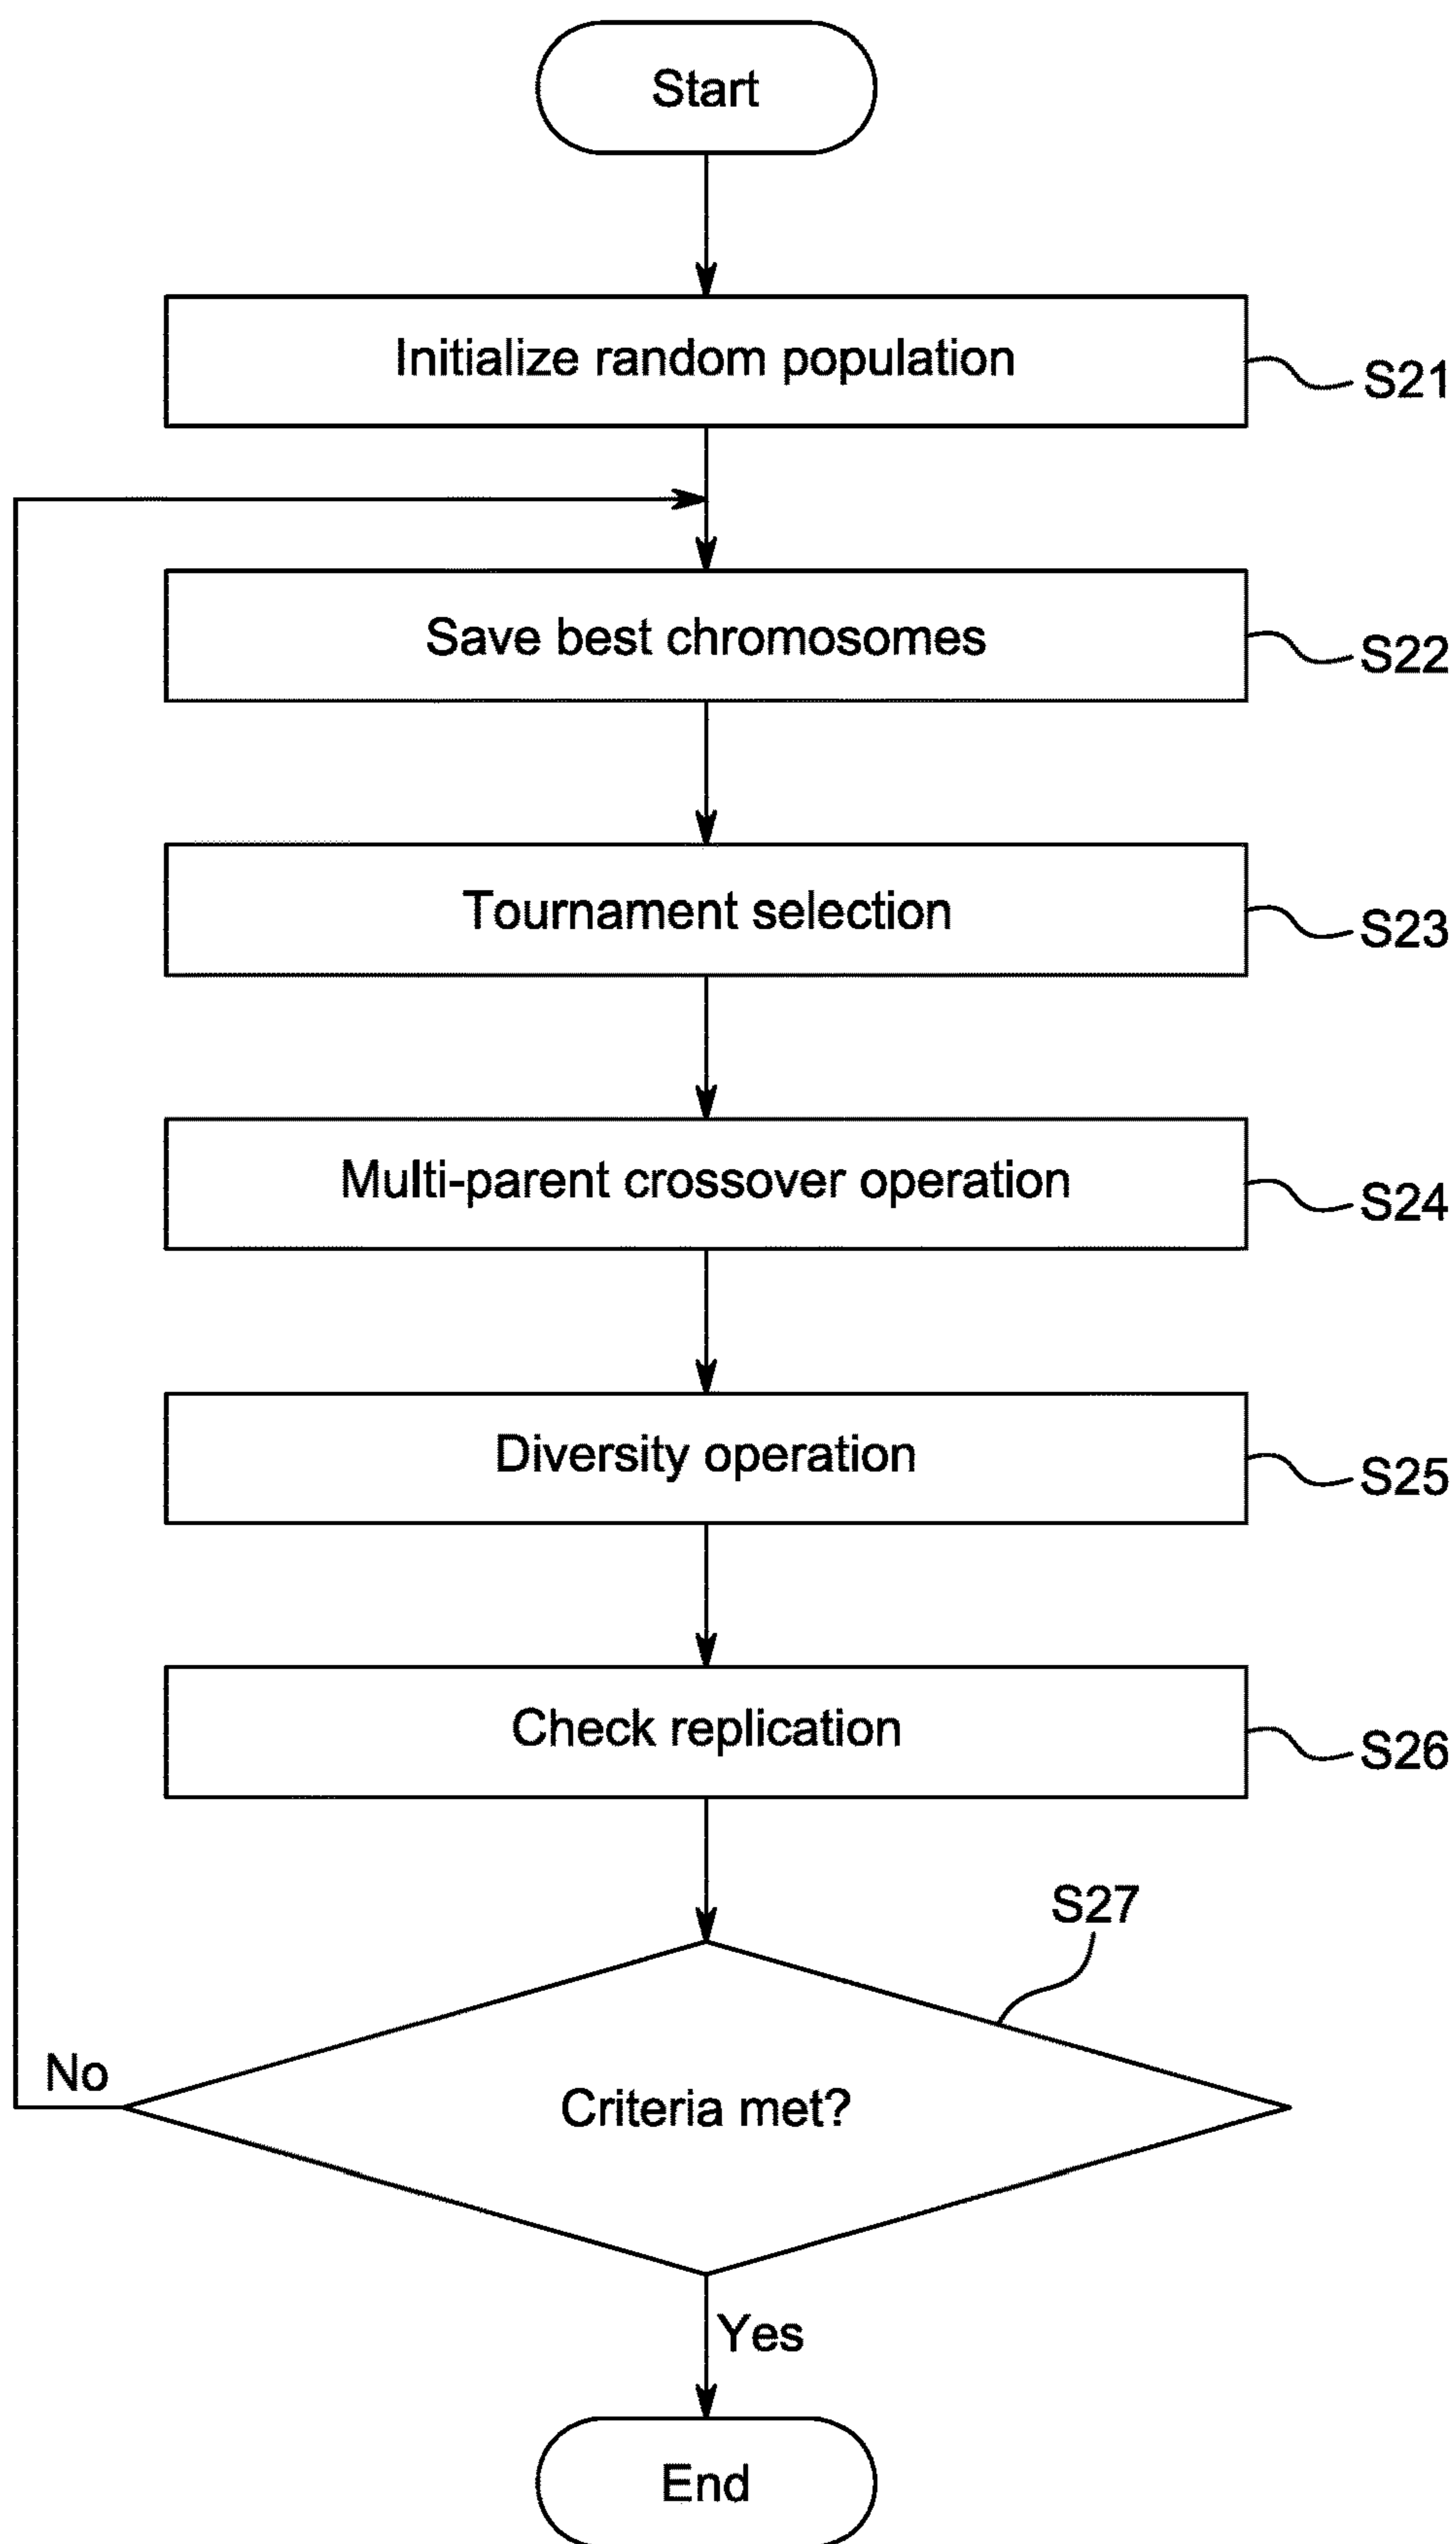 Start
Initialize random population
S21
Save best chromosomes
S22
Tournament selection
S23
Multi-parent crossover operation
S24
Diversity operation
S25
Check replication
S26
S27
No
Criteria met?
Yes
End